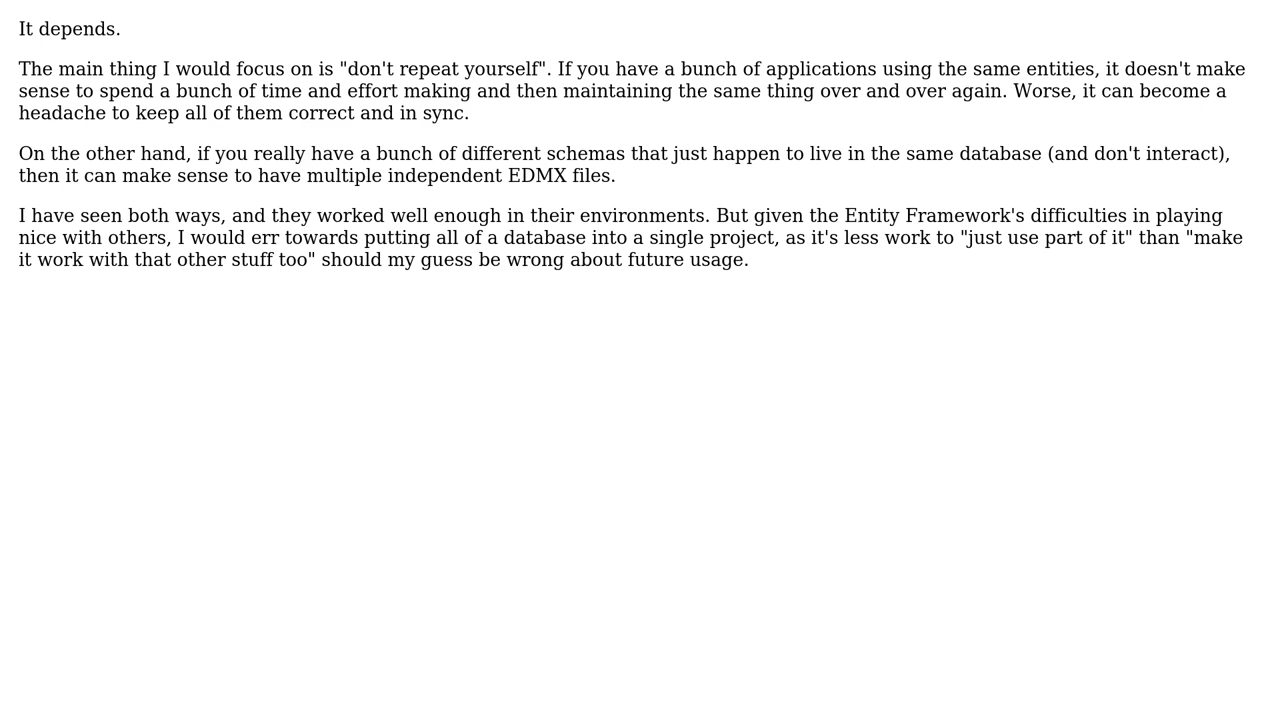 It depends.
The main thing I would focus on is "don't repeat yourself". If you have a bunch of applications using the same entities, it doesn't make
sense to spend a bunch of time and effort making and then maintaining the same thing over and over again. Worse, it can become a
headache to keep all of them correct and in sync.
On the other hand, if you really have a bunch of different schemas that just happen to live in the same database (and don't interact),
then it can make sense to have multiple independent EDMX files.
I have seen both ways, and they worked well enough in their environments. But given the Entity Framework's difficulties in playing
nice with others, I would err towards putting all of a database into a single project, as it's less work to "just use part of it" than "make
it work with that other stuff too" should my guess be wrong about future usage.